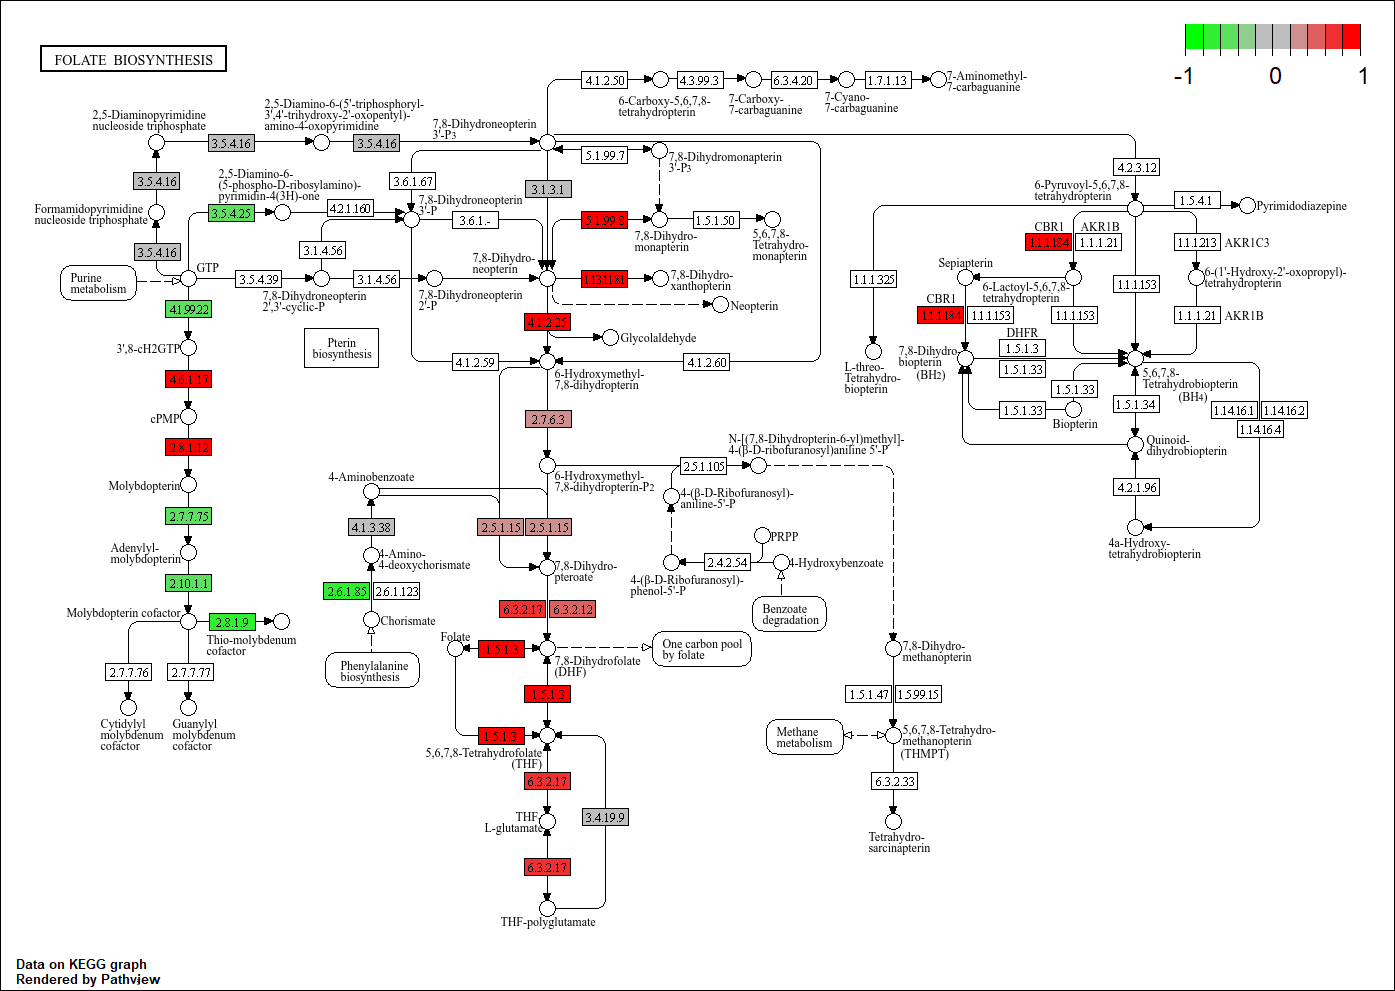 FOLATE BIOSYNTHESIS
-1
0
1
4.1.2.50
4.3.99.3
6.3.4.20
1.7.1.13
7-Aminomethyl-
7-carbaguanine
6-Carboxy-5,6,7,8-
tetrahydropterin
7-Carboxy-
7-carbaguanine
7-Cyano-
7-carbaguanine
2,5-Diaminopyrimidine
nucleoside triphosphate
2,5-Diamino-6-(5'-triphosphoryl-
3',4'-trihydroxy-2'-oxopentyl)-
amino-4-oxopyrimidine
7,8-Dihydroneopterin
3'-P3
3.5.4.16
3.5.4.16
5.1.99.7
7,8-Dihydromonapterin
3'-P3
4.2.3.12
3.5.4.16
2,5-Diamino-6-
(5-phospho-D-ribosylamino)-
pyrimidin-4(3H)-one
3.6.1.67
3.1.3.1
6-Pyruvoyl-5,6,7,8-
tetrahydropterin
1.5.4.1
Pyrimidodiazepine
Formamidopyrimidine
nucleoside triphosphate
3.5.4.25
4.2.1.160
7,8-Dihydroneopterin
3'-P
3.6.1.-
5.1.99.8
1.5.1.50
7,8-Dihydro-
monapterin
5,6,7,8-
Tetrahydro-
monapterin
CBR1
AKR1B
1.1.1.184
1.1.1.21
1.1.1.213
AKR1C3
3.5.4.16
3.1.4.56
Purine
metabolism
GTP
3.5.4.39
3.1.4.56
7,8-Dihydro-
neopterin
1.13.11.81
7,8-Dihydro-
xanthopterin
Sepiapterin
6-Lactoyl-5,6,7,8-
tetrahydropterin
6-(1'-Hydroxy-2'-oxopropyl)-
tetrahydropterin
1.1.1.325
1.1.1.153
7,8-Dihydroneopterin
2',3'-cyclic-P
7,8-Dihydroneopterin
2'-P
Neopterin
CBR1
1.1.1.184
1.1.1.153
1.1.1.153
1.1.1.21
AKR1B
4.1.99.22
4.1.2.25
Glycolaldehyde
Pterin
biosynthesis
3',8-cH2GTP
4.1.2.59
4.1.2.60
DHFR
1.5.1.3
1.5.1.33
7,8-Dihydro-
biopterin
(BH2)
L-threo-
Tetrahydro-
biopterin
6-Hydroxymethyl-
7,8-dihydropterin
5,6,7,8-
Tetrahydrobiopterin
(BH4)
4.6.1.17
1.5.1.33
1.5.1.33
Biopterin
1.5.1.34
1.14.16.1
1.14.16.2
1.14.16.4
cPMP
2.7.6.3
2.8.1.12
N-[(7,8-Dihydropterin-6-yl)methyl]-
4-(β-D-ribofuranosyl)aniline 5'-P
Quinoid-
dihydrobiopterin
2.5.1.105
6-Hydroxymethyl-
7,8-dihydropterin-P2
Molybdopterin
4-Aminobenzoate
4-(β-D-Ribofuranosyl)-
aniline-5'-P
4.2.1.96
2.7.7.75
4.1.3.38
2.5.1.15
2.5.1.15
PRPP
4a-Hydroxy-
tetrahydrobiopterin
Adenylyl-
molybdopterin
4-Amino-
4-deoxychorismate
7,8-Dihydro-
pteroate
2.4.2.54
4-Hydroxybenzoate
4-(β-D-Ribofuranosyl)-
phenol-5'-P
2.10.1.1
2.6.1.85
2.6.1.123
6.3.2.17
6.3.2.12
Benzoate
degradation
Molybdopterin cofactor
2.8.1.9
Thio-molybdenum
cofactor
Chorismate
Folate
1.5.1.3
One carbon pool
by folate
7,8-Dihydro-
methanopterin
Phenylalanine
biosynthesis
7,8-Dihydrofolate
(DHF)
2.7.7.76
2.7.7.77
1.5.1.3
1.5.1.47
1.5.99.15
Cytidylyl
molybdenum
cofactor
Guanylyl
molybdenum
cofactor
1.5.1.3
5,6,7,8-Tetrahydrofolate
(THF)
Methane
metabolism
5,6,7,8-Tetrahydro-
methanopterin
(THMPT)
6.3.2.17
6.3.2.33
THF
L-glutamate
3.4.19.9
Tetrahydro-
sarcinapterin
6.3.2.17
THF-polyglutamate
Data on KEGG graph
Rendered by Pathview